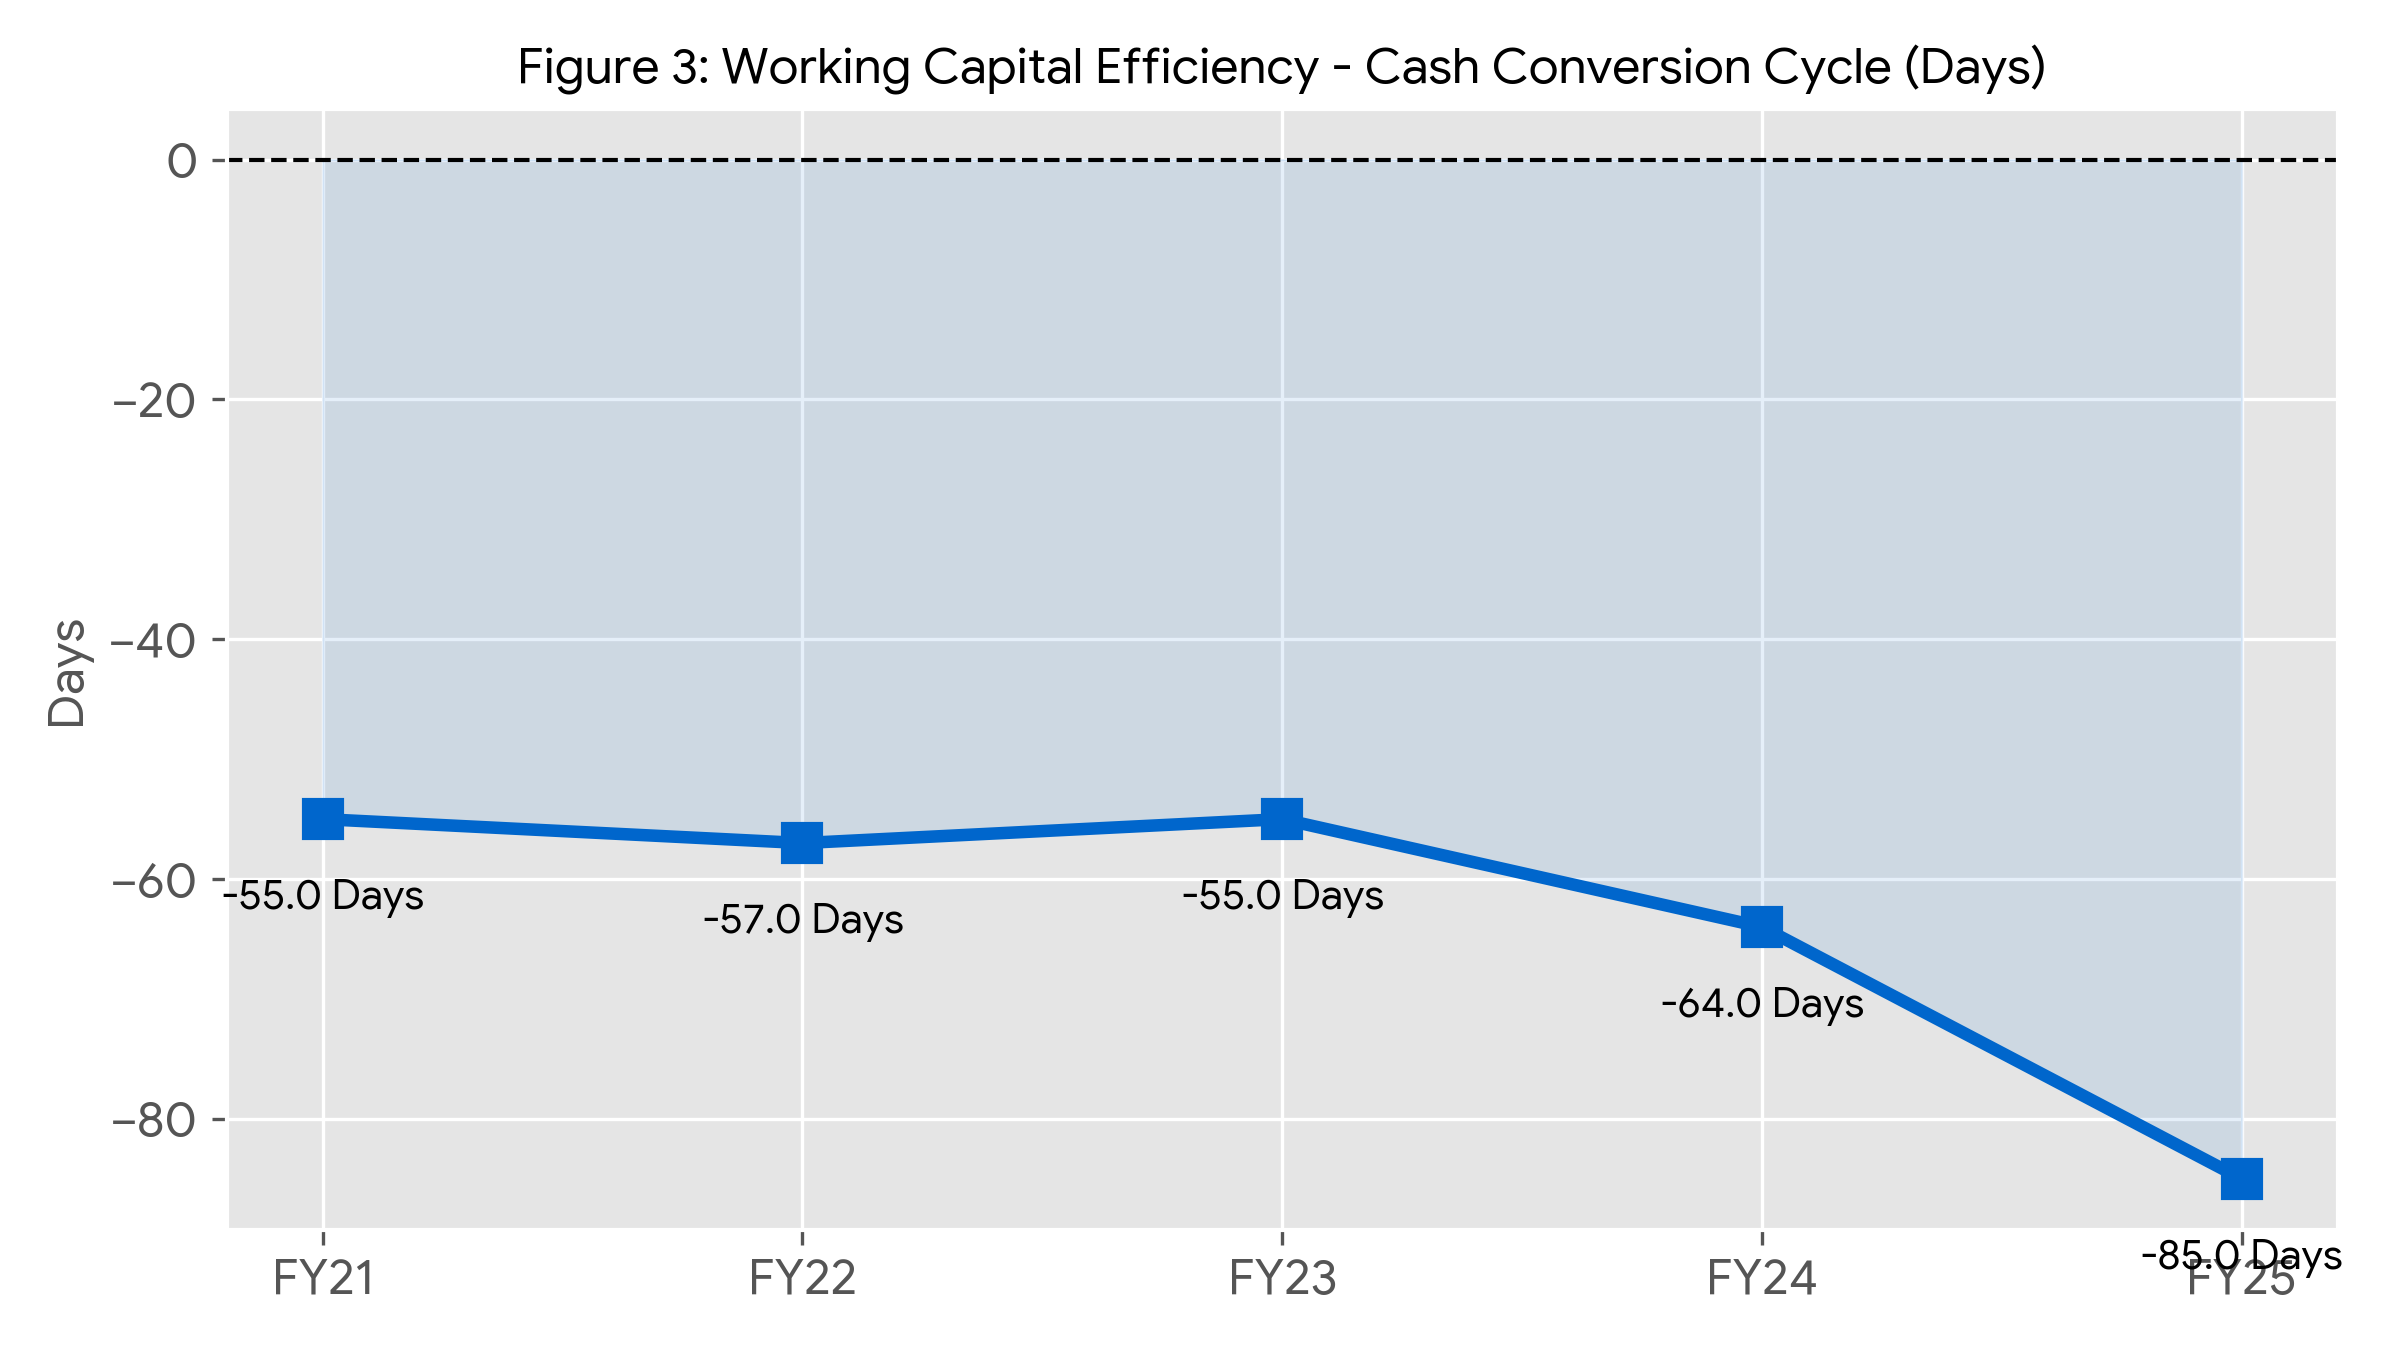 Figure 3: Working Capital Efficiency - Cash Conversion Cycle (Days)
0
−20
−40
−60
−80
Days
-55.0 Days
-57.0 Days
-55.0 Days
-64.0 Days
-85.0 Days
FY21
FY22
FY23
FY24
FY25